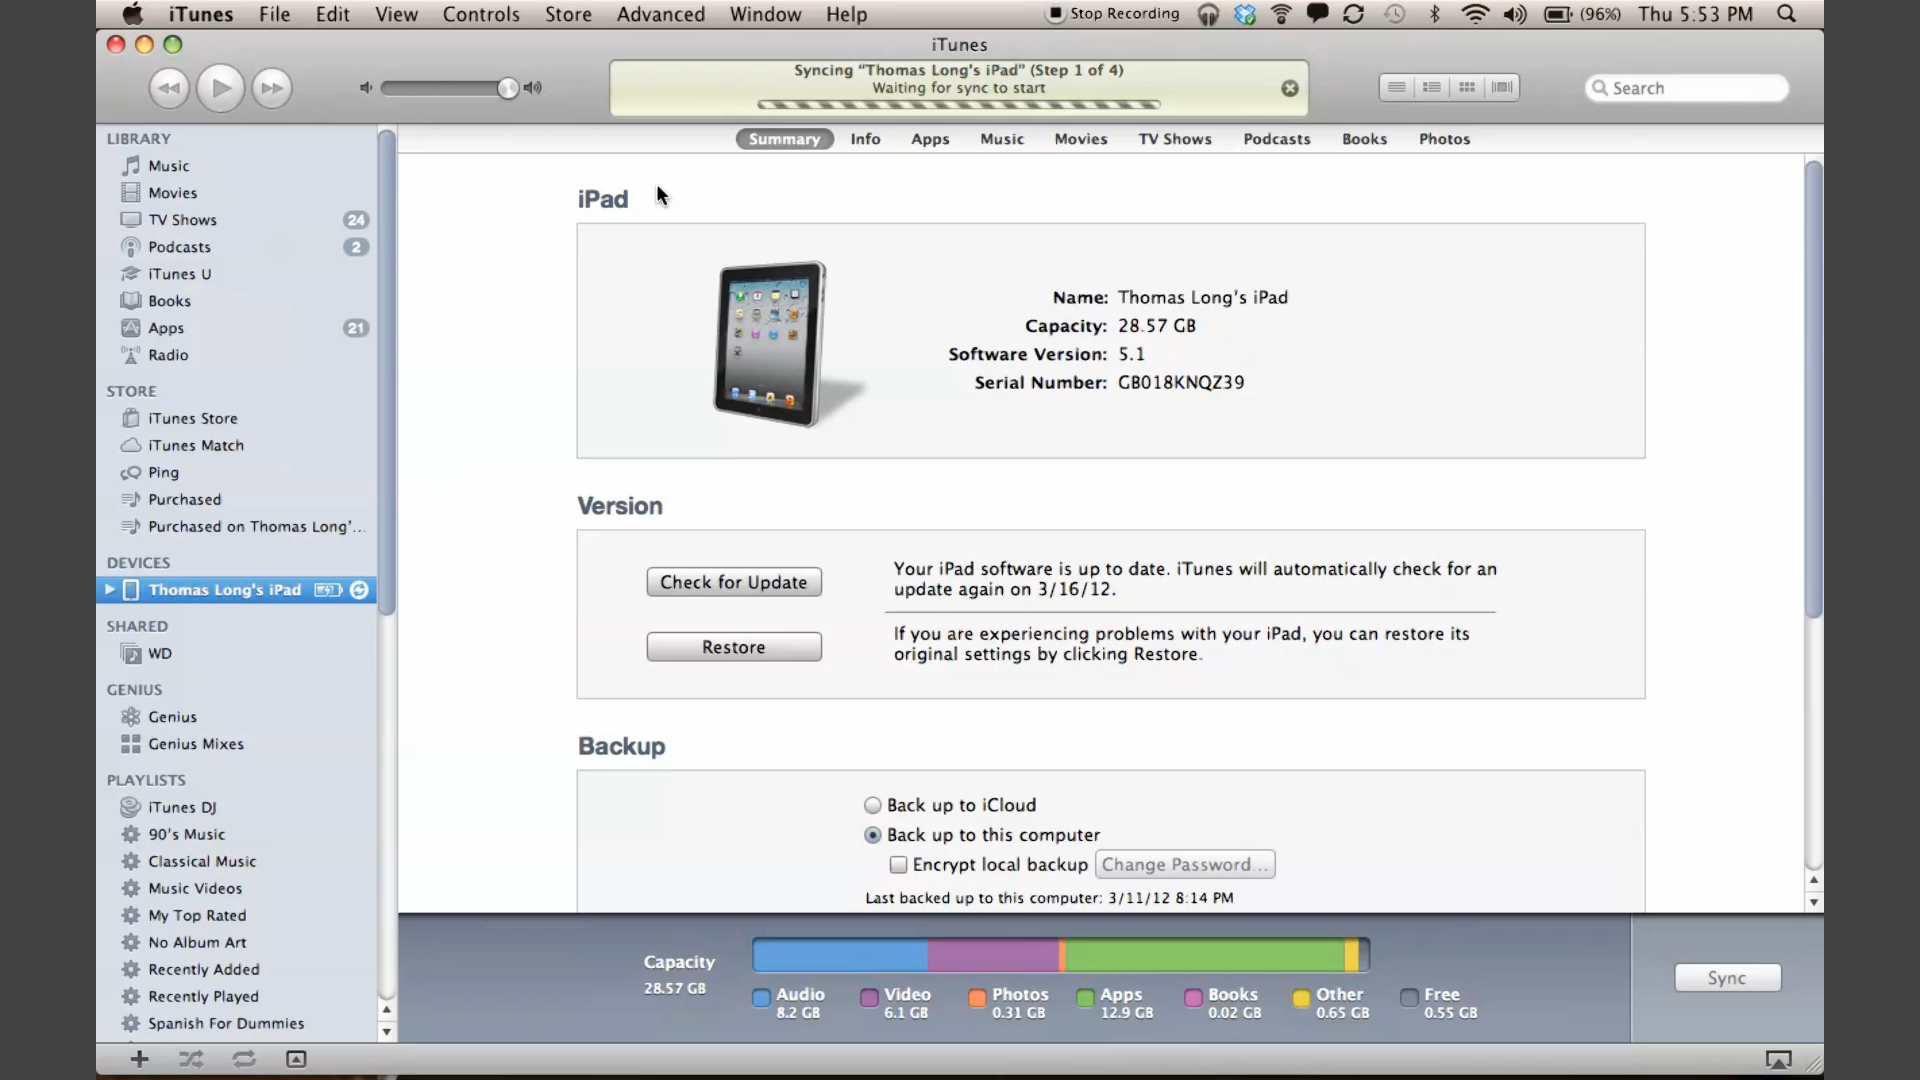 iTunes File Edit View Controls Store Advanced Window Help Stop Recording (96%) Thu 5:53 PM
iTunes
Syncing “Thomas Long's iPad” (Step 1 of 4)
Waiting for sync to start
Search
Summary Info Apps Music Movies TV Shows Podcasts Books Photos
LIBRARY
Music
Movies
TV Shows 24
Podcasts 2
iTunes U
Books
Apps 21
Radio
STORE
iTunes Store
iTunes Match
Ping
Purchased
Purchased on Thomas Long'...
DEVICES
Thomas Long's iPad
SHARED
WD
GENIUS
Genius
Genius Mixes
PLAYLISTS
iTunes DJ
90's Music
Classical Music
Music Videos
My Top Rated
No Album Art
Recently Added
Recently Played
Spanish For Dummies
iPad
Name: Thomas Long's iPad
Capacity: 28.57 GB
Software Version: 5.1
Serial Number: GB018KNQZ39
Version
Check for Update
Your iPad software is up to date. iTunes will automatically check for an
update again on 3/16/12.
Restore
If you are experiencing problems with your iPad, you can restore its
original settings by clicking Restore.
Backup
Back up to iCloud
Back up to this computer
Encrypt local backup Change Password...
Last backed up to this computer: 3/11/12 8:14 PM
Capacity
28.57 GB
Audio
8.2 GB
Video
6.1 GB
Photos
0.31 GB
Apps
12.9 GB
Books
0.02 GB
Other
0.65 GB
Free
0.55 GB
Sync